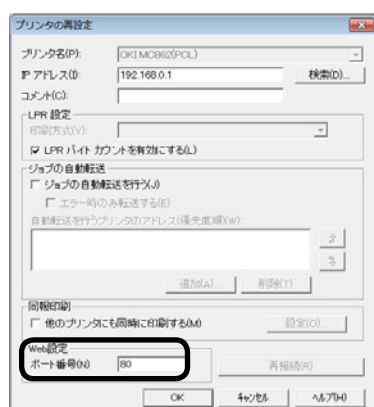 プリンタの再設定
プリンタ名(P): OKI MC862(PCL)
IP アドレス(I): 192.168.0.1 検索(D)...
コメント(C):
LPR 設定
印刷方式(V):
LPR バイト カウントを有効にする(L)
ジョブの自動転送
ジョブの自動転送を行う(J)
エラー時のみ転送する(E)
自動転送を行うプリンタのアドレス(優先度順)(W):
追加(A)... 削除(T)
同報印刷
他のプリンタにも同時に印刷する(M) 設定(O)...
Web設定
ポート番号(N) 80 再接続(R)
OK キャンセル ヘルプ(H)